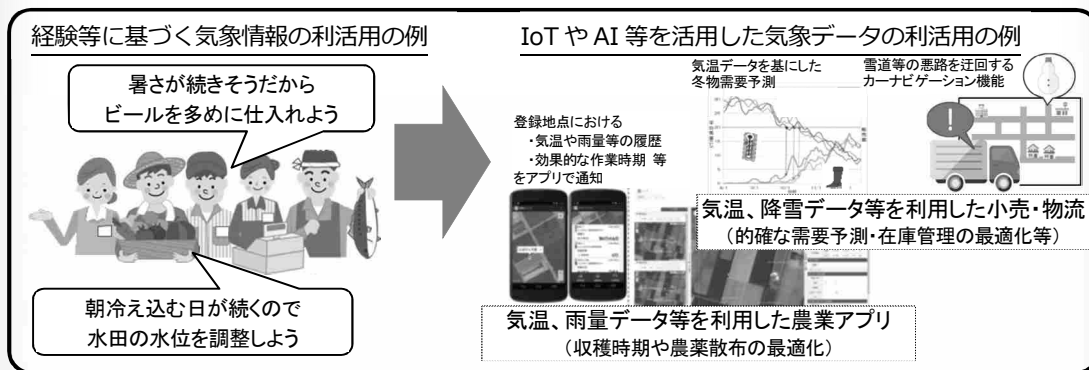 経験等に基づく気象情報の利活用の例
暑さが続きそうだから
ビールを多めに仕入れよう
朝冷え込む日が続くので
水田の水位を調整しよう
IoT や AI 等を活用した気象データの利活用の例
登録地点における
・気温や雨量等の履歴
・効果的な作業時期 等
をアプリで通知
気温データを基にした
冬物需要予測
雪道等の悪路を迂回する
カーナビゲーション機能
気温、降雪データ等を利用した小売・物流
（的確な需要予測・在庫管理の最適化等）
気温、雨量データ等を利用した農業アプリ
（収穫時期や農薬散布の最適化）